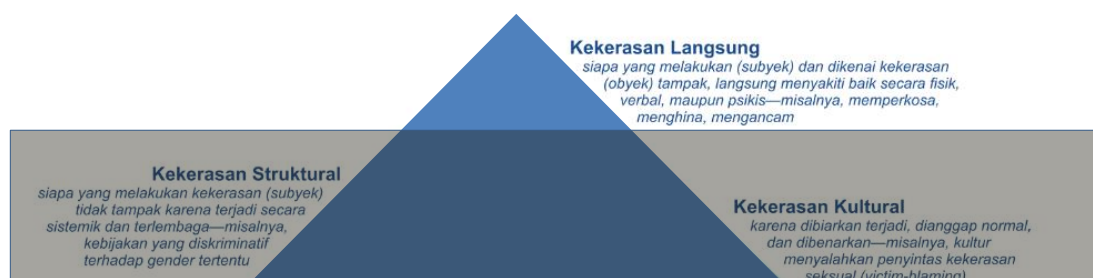 Kekerasan Langsung
siapa yang melakukan (subyek) dan dikenai kekerasan
(obyek) tampak, langsung menyakiti baik secara fisik,
verbal, maupun psikis—misalnya, memperkosa,
menghina, mengancam
Kekerasan Struktural
siapa yang melakukan kekerasan (subyek)
tidak tampak karena terjadi secara
sistemik dan terlembaga—misalnya,
kebijakan yang diskriminatif
terhadap gender tertentu
Kekerasan Kultural
karena dibiarkan terjadi, dianggap normal,
dan dibenarkan—misalnya, kultur
menyalahkan penyintas kekerasan
seksual (victim-blaming)